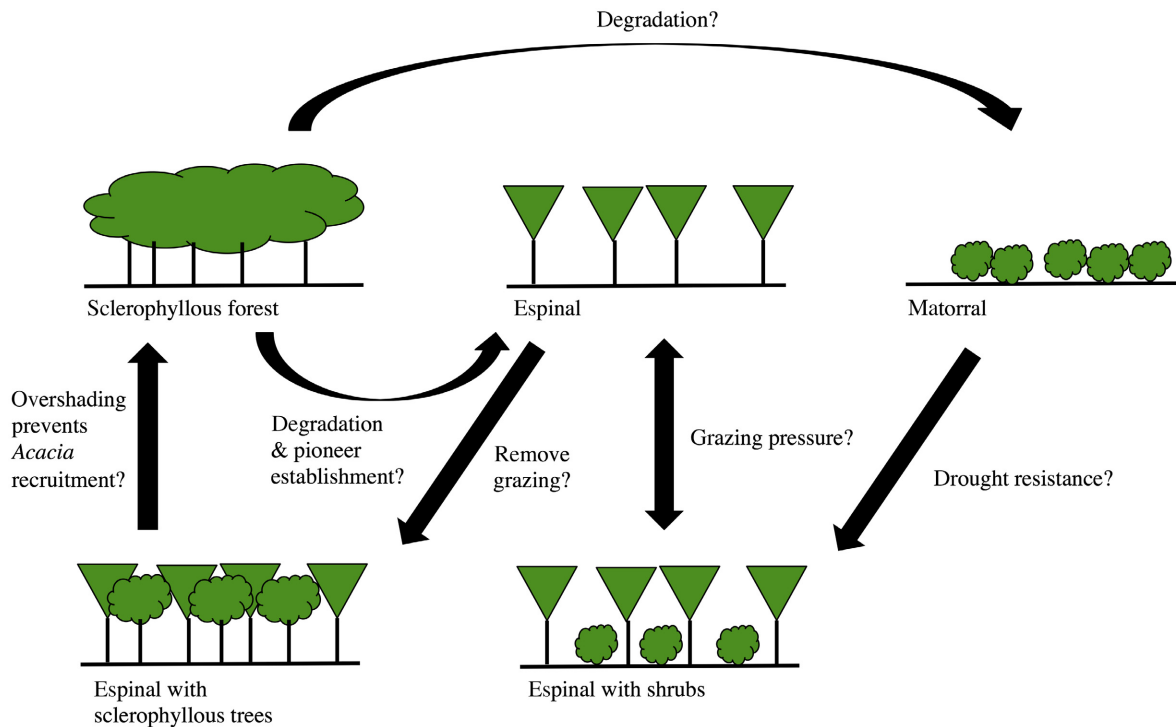 Degradation?
Sclerophyllous forest
Espinal
Matorral
Overshading
prevents
Acacia
recruitment?
Degradation
& pioneer
establishment?
Remove
grazing?
Grazing pressure?
Drought resistance?
Espinal with
sclerophyllous trees
Espinal with shrubs